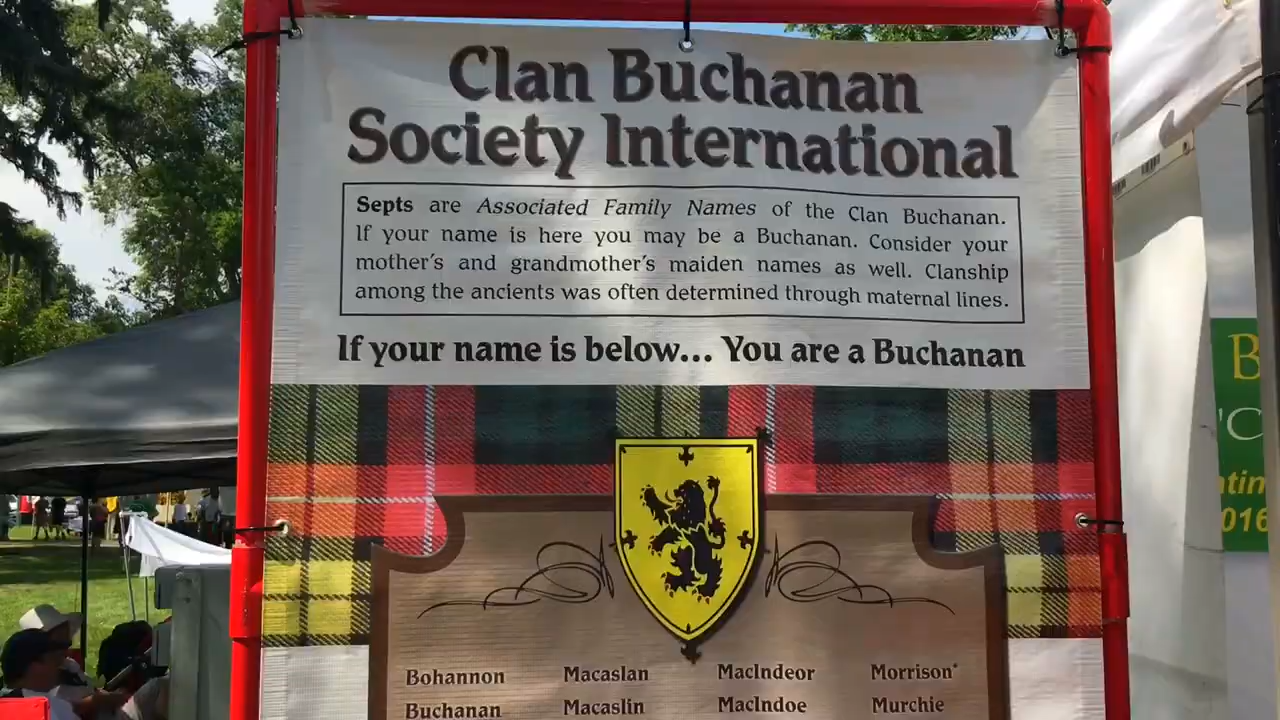 Clan Buchanan
Society International
Septs are Associated Family Names of the Clan Buchanan.
If your name is here you may be a Buchanan. Consider your
mother's and grandmother's maiden names as well. Clanship
among the ancients was often determined through maternal lines.
If your name is below... You are a Buchanan
Bohannon Macaslan MacIndeor Morrison*
Buchanan Macaslin MacIndoe Murchie
B
'C
016